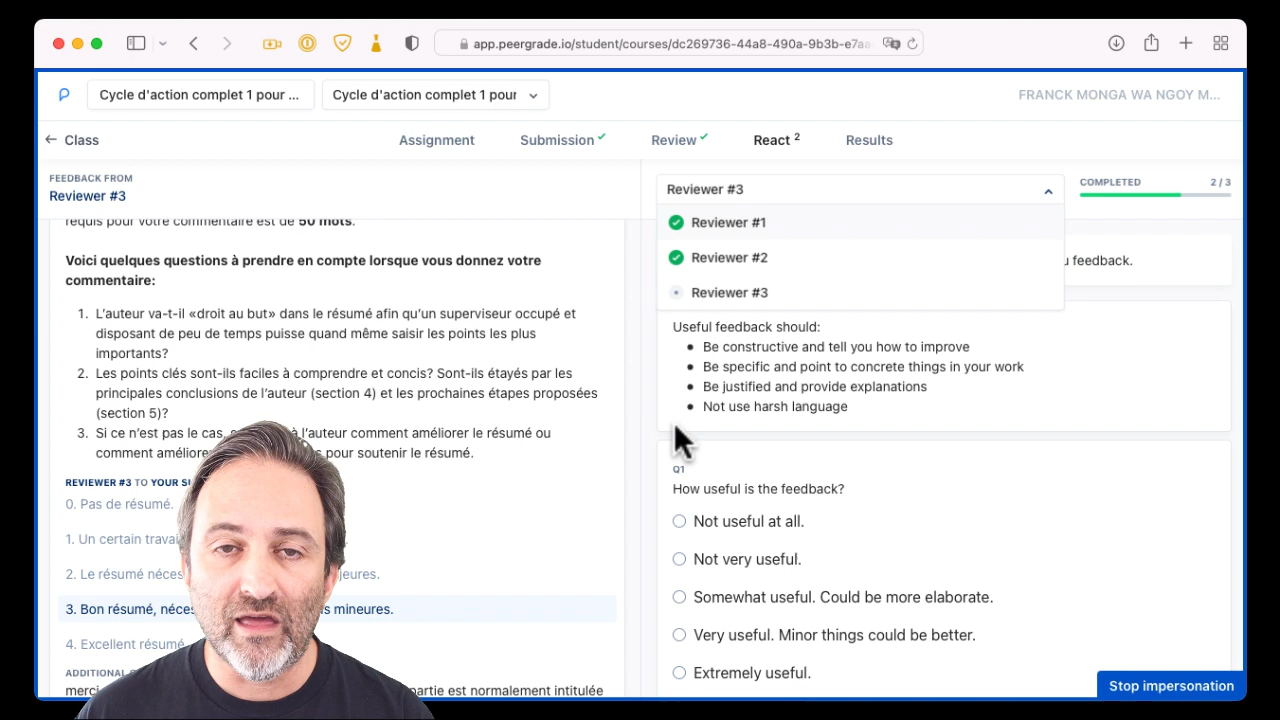 app.peergrade.io/student/courses/dc269736-44a8-490a-9b3b-e7aa
Cycle d'action complet 1 pour ...
Cycle d'action complet 1 pour
FRANCK MONGA WA NGOY M...
Class
Assignment
Submission
Review
React 2
Results
FEEDBACK FROM
Reviewer #3
requis pour votre commentaire est de 50 mots.
Voici quelques questions à prendre en compte lorsque vous donnez votre
commentaire:
1. L'auteur va-t-il «droit au but» dans le résumé afin qu'un superviseur occupé et
disposant de peu de temps puisse quand même saisir les points les plus
importants?
2. Les points clés sont-ils faciles à comprendre et concis? Sont-ils étayés par les
principales conclusions de l'auteur (section 4) et les prochaines étapes proposées
(section 5)?
3. Si ce n'est pas le cas, à l'auteur comment améliorer le résumé ou
comment pour soutenir le résumé.
REVIEWER #3 TO YOUR
0. Pas de résumé.
1. Un certain
2. Le résumé
3. Bon résumé, mineures.
4. Excellent résumé
ADDITIONAL
partie est normalement intitulée
Reviewer #3
Reviewer #1
Reviewer #2
Reviewer #3
COMPLETED 2 / 3
feedback.
Useful feedback should:
• Be constructive and tell you how to improve
• Be specific and point to concrete things in your work
• Be justified and provide explanations
• Not use harsh language
Q1
How useful is the feedback?
Not useful at all.
Not very useful.
Somewhat useful. Could be more elaborate.
Very useful. Minor things could be better.
Extremely useful.
Stop impersonation